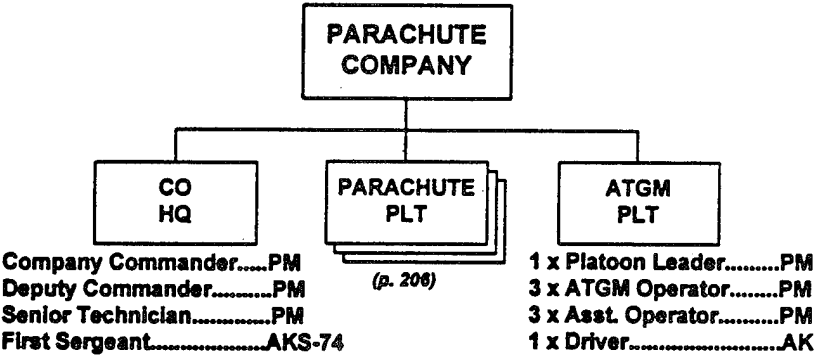 PARACHUTE
COMPANY
CO
HQ
PARACHUTE
PLT
ATGM
PLT
Company Commander.....PM
Deputy Commander...........PM
Senior Technician..............PM
First Sergeant.....................AKS-74
(p. 206)
1 x Platoon Leader.........PM
3 x ATGM Operator........PM
3 x Asst. Operator..........PM
1 x Driver............................AK